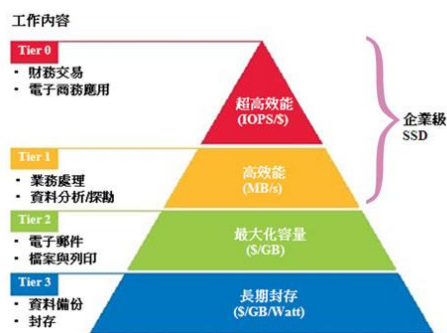 工作內容
Tier 0
• 財務交易
• 電子商務應用
超高效能
(IOPS/$)
企業級
SSD
Tier 1
• 業務處理
• 資料分析/探勘
高效能
(MB/s)
Tier 2
• 電子郵件
• 檔案與列印
最大化容量
($/GB)
Tier 3
• 資料備份
• 封存
長期封存
($/GB/Watt)